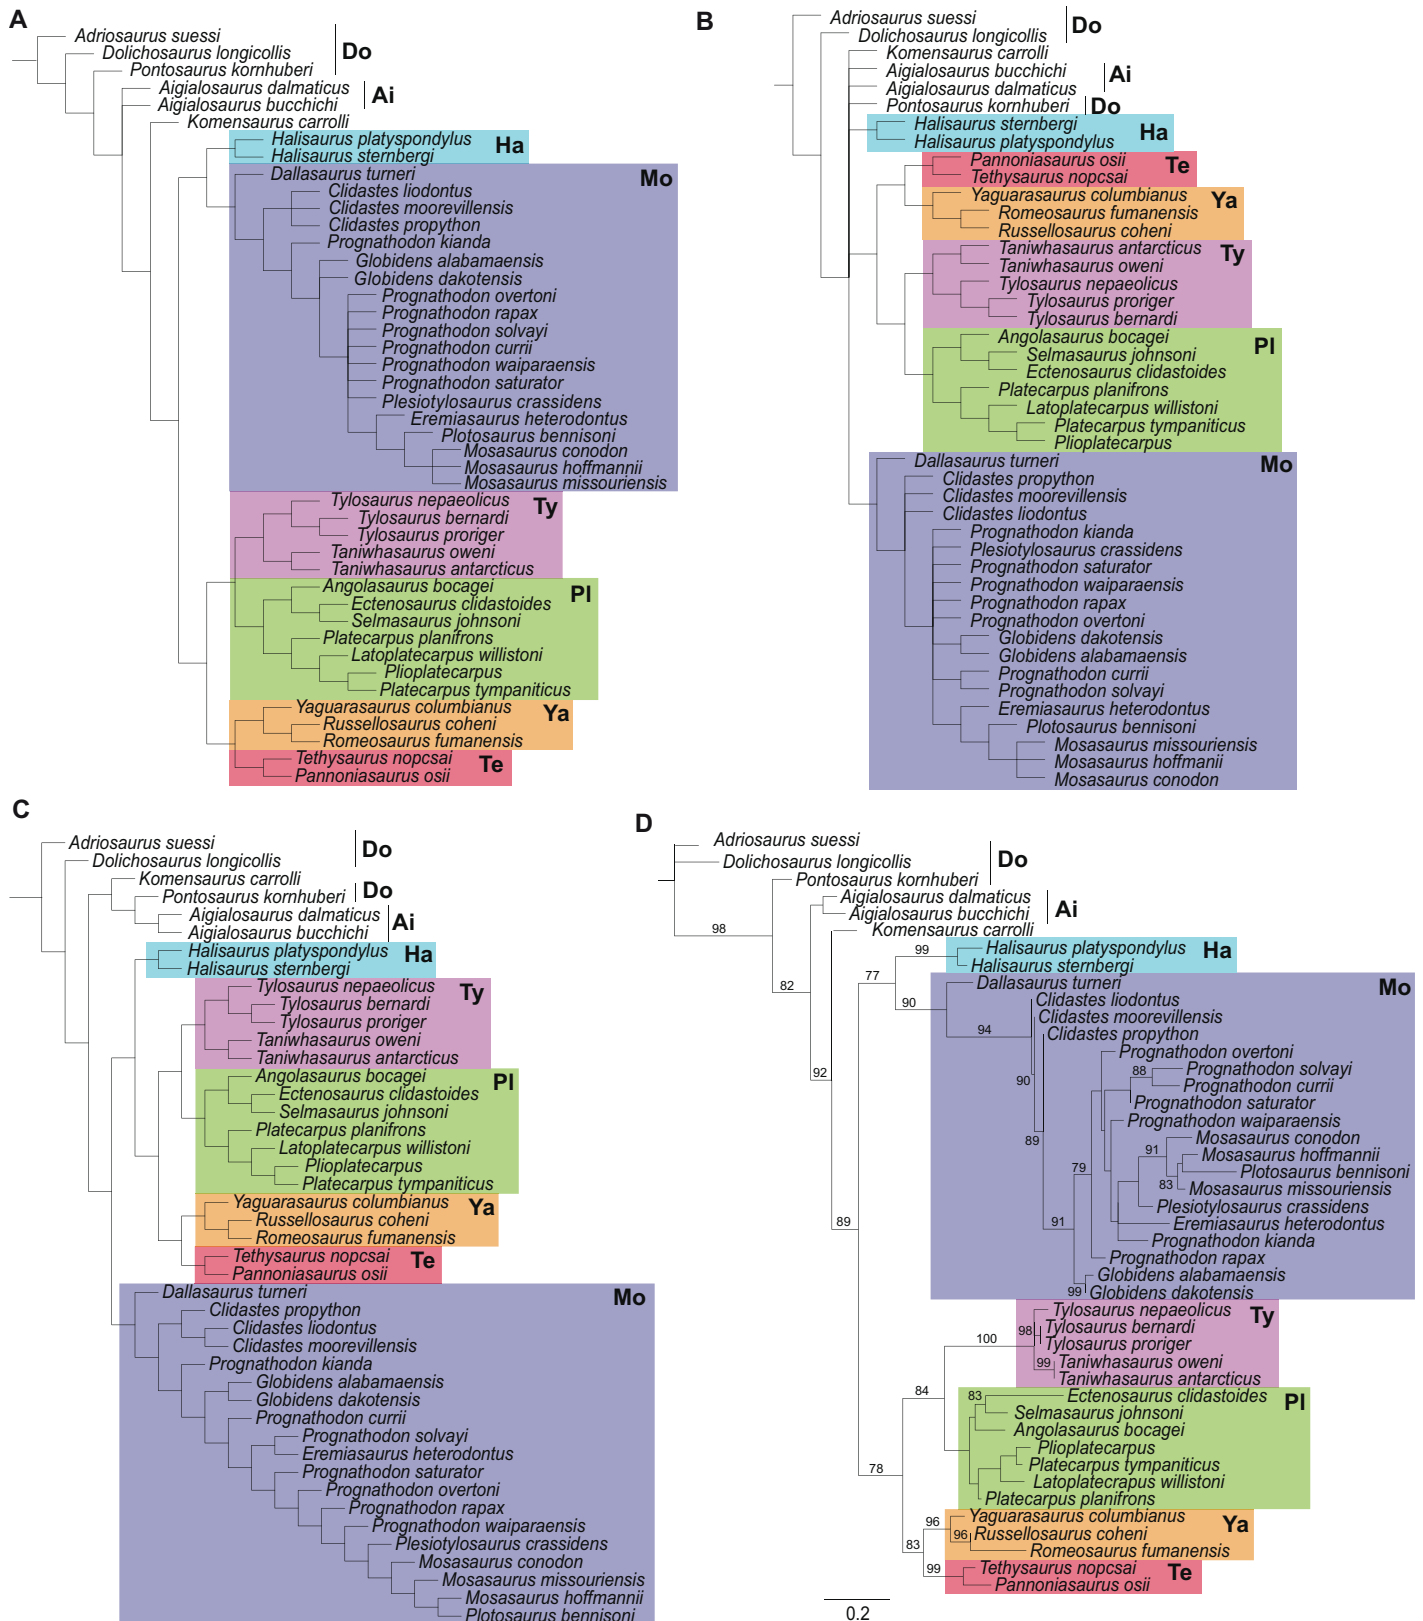 A
Adriosaurus suessi
Dolichosaurus longicollis
Do
Pontosaurus kornhuberi
Aigialosaurus dalmaticus
Ai
Aigialosaurus bucchichi
Komensaurus carrolli
Halisaurus platyspondylus
Ha
Halisaurus sternbergi
Dallasaurus turneri
Mo
Clidastes liodontus
Clidastes moorevillensis
Clidastes propython
Prognathodon kianda
Globidens alabamaensis
Globidens dakotensis
Prognathodon overtoni
Prognathodon rapax
Prognathodon solvayi
Prognathodon currii
Prognathodon waiparaensis
Prognathodon saturator
Plesiotylosaurus crassidens
Eremiasaurus heterodontus
Plotosaurus bennisoni
Mosasaurus conodon
Mosasaurus hoffmannii
Mosasaurus missouriensis
Tylosaurus nepaeolicus
Ty
Tylosaurus bernardi
Tylosaurus proriger
Taniwhasaurus oweni
Taniwhasaurus antarcticus
Angolasaurus bocagei
Pl
Ectenosaurus clidastoides
Selmasaurus johnsoni
Platecarpus planifrons
Latoplatecarpus willistoni
Plioplatecarpus
Platecarpus tympaniticus
Yaguarasaurus columbianus
Ya
Russellosaurus coheni
Romeosaurus fumanensis
Tethysaurus nopcsai
Te
Pannoniasaurus osii
B
Adriosaurus suessi
Do
Dolichosaurus longicollis
Komensaurus carrolli
Aigialosaurus bucchichi
Ai
Aigialosaurus dalmaticus
Pontosaurus kornhuberi
Do
Halisaurus sternbergi
Ha
Halisaurus platyspondylus
Pannoniasaurus osii
Te
Tethysaurus nopcsai
Yaguarasaurus columbianus
Ya
Romeosaurus fumanensis
Russellosaurus coheni
Taniwhasaurus antarcticus
Ty
Taniwhasaurus oweni
Tylosaurus nepaeolicus
Tylosaurus proriger
Tylosaurus bernardi
Angolasaurus bocagei
Pl
Selmasaurus johnsoni
Ectenosaurus clidastoides
Platecarpus planifrons
Latoplatecarpus willistoni
Platecarpus tympaniticus
Plioplatecarpus
Dallasaurus turneri
Mo
Clidastes propython
Clidastes moorevillensis
Clidastes liodontus
Prognathodon kianda
Plesiotylosaurus crassidens
Prognathodon saturator
Prognathodon waiparaensis
Prognathodon rapax
Prognathodon overtoni
Globidens dakotensis
Globidens alabamaensis
Prognathodon currii
Prognathodon solvayi
Eremiasaurus heterodontus
Plotosaurus bennisoni
Mosasaurus missouriensis
Mosasaurus hoffmanii
Mosasaurus conodon
C
Adriosaurus suessi
Do
Dolichosaurus longicollis
Komensaurus carrolli
Pontosaurus kornhuberi
Do
Aigialosaurus dalmaticus
Ai
Aigialosaurus bucchichi
Halisaurus platyspondylus
Ha
Halisaurus sternbergi
Tylosaurus nepaeolicus
Ty
Tylosaurus bernardi
Tylosaurus proriger
Taniwhasaurus oweni
Taniwhasaurus antarcticus
Angolasaurus bocagei
Pl
Ectenosaurus clidastoides
Selmasaurus johnsoni
Platecarpus planifrons
Latoplatecarpus willistoni
Plioplatecarpus
Platecarpus tympaniticus
Yaguarasaurus columbianus
Ya
Russellosaurus coheni
Romeosaurus fumanensis
Tethysaurus nopcsai
Te
Pannoniasaurus osii
Dallasaurus turneri
Mo
Clidastes propython
Clidastes liodontus
Clidastes moorevillensis
Prognathodon kianda
Globidens alabamaensis
Globidens dakotensis
Prognathodon currii
Prognathodon solvayi
Eremiasaurus heterodontus
Prognathodon saturator
Prognathodon overtoni
Prognathodon rapax
Prognathodon waiparaensis
Plesiotylosaurus crassidens
Mosasaurus conodon
Mosasaurus missouriensis
Mosasaurus hoffmannii
Plotosaurus bennisoni
D
Adriosaurus suessi
Do
Dolichosaurus longicollis
Pontosaurus kornhuberi
Aigialosaurus dalmaticus
Ai
Aigialosaurus bucchichi
98
Komensaurus carrolli
99
Halisaurus platyspondylus
Ha
Halisaurus sternbergi
77
82
Dallasaurus turneri
Mo
90
Clidastes liodontus
Clidastes moorevillensis
94
Clidastes propython
Prognathodon overtoni
88
Prognathodon solvayi
92
90
Prognathodon currii
Prognathodon saturator
Prognathodon waiparaensis
89
Mosasaurus conodon
91
Mosasaurus hoffmannii
79
Plotosaurus bennisoni
83
Mosasaurus missouriensis
Plesiotylosaurus crassidens
89
91
Eremiasaurus heterodontus
Prognathodon kianda
Prognathodon rapax
Globidens alabamaensis
99
Globidens dakotensis
Tylosaurus nepaeolicus
Ty
100
98
Tylosaurus bernardi
Tylosaurus proriger
99
Taniwhasaurus oweni
Taniwhasaurus antarcticus
84
83
Ectenosaurus clidastoides
Pl
Selmasaurus johnsoni
Angolasaurus bocagei
Plioplatecarpus
78
Platecarpus tympaniticus
Latoplatecrapus willistoni
Platecarpus planifrons
96
Yaguarasaurus columbianus
Ya
96
Russellosaurus coheni
83
Romeosaurus fumanensis
99
Tethysaurus nopcsai
Te
Pannoniasaurus osii
0.2